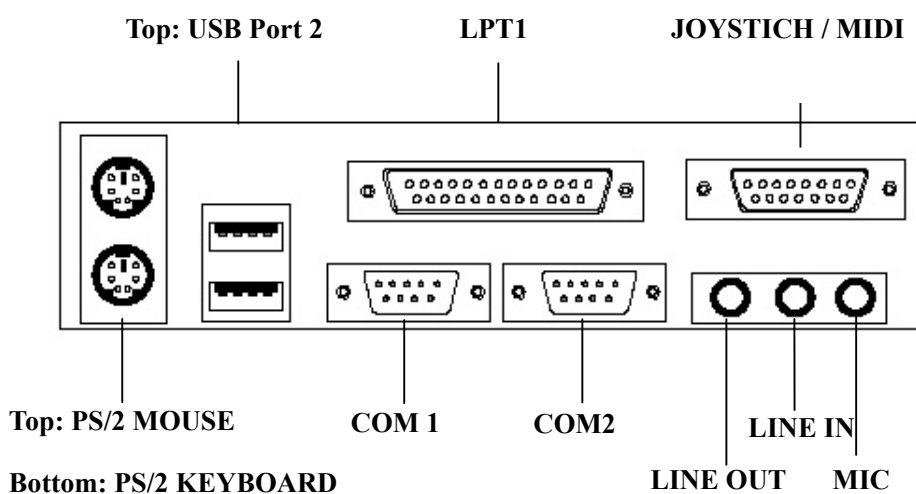 Top: USB Port 2
LPT1
JOYSTICH / MIDI
Top: PS/2 MOUSE
COM 1
COM2
LINE IN
Bottom: PS/2 KEYBOARD
LINE OUT
MIC